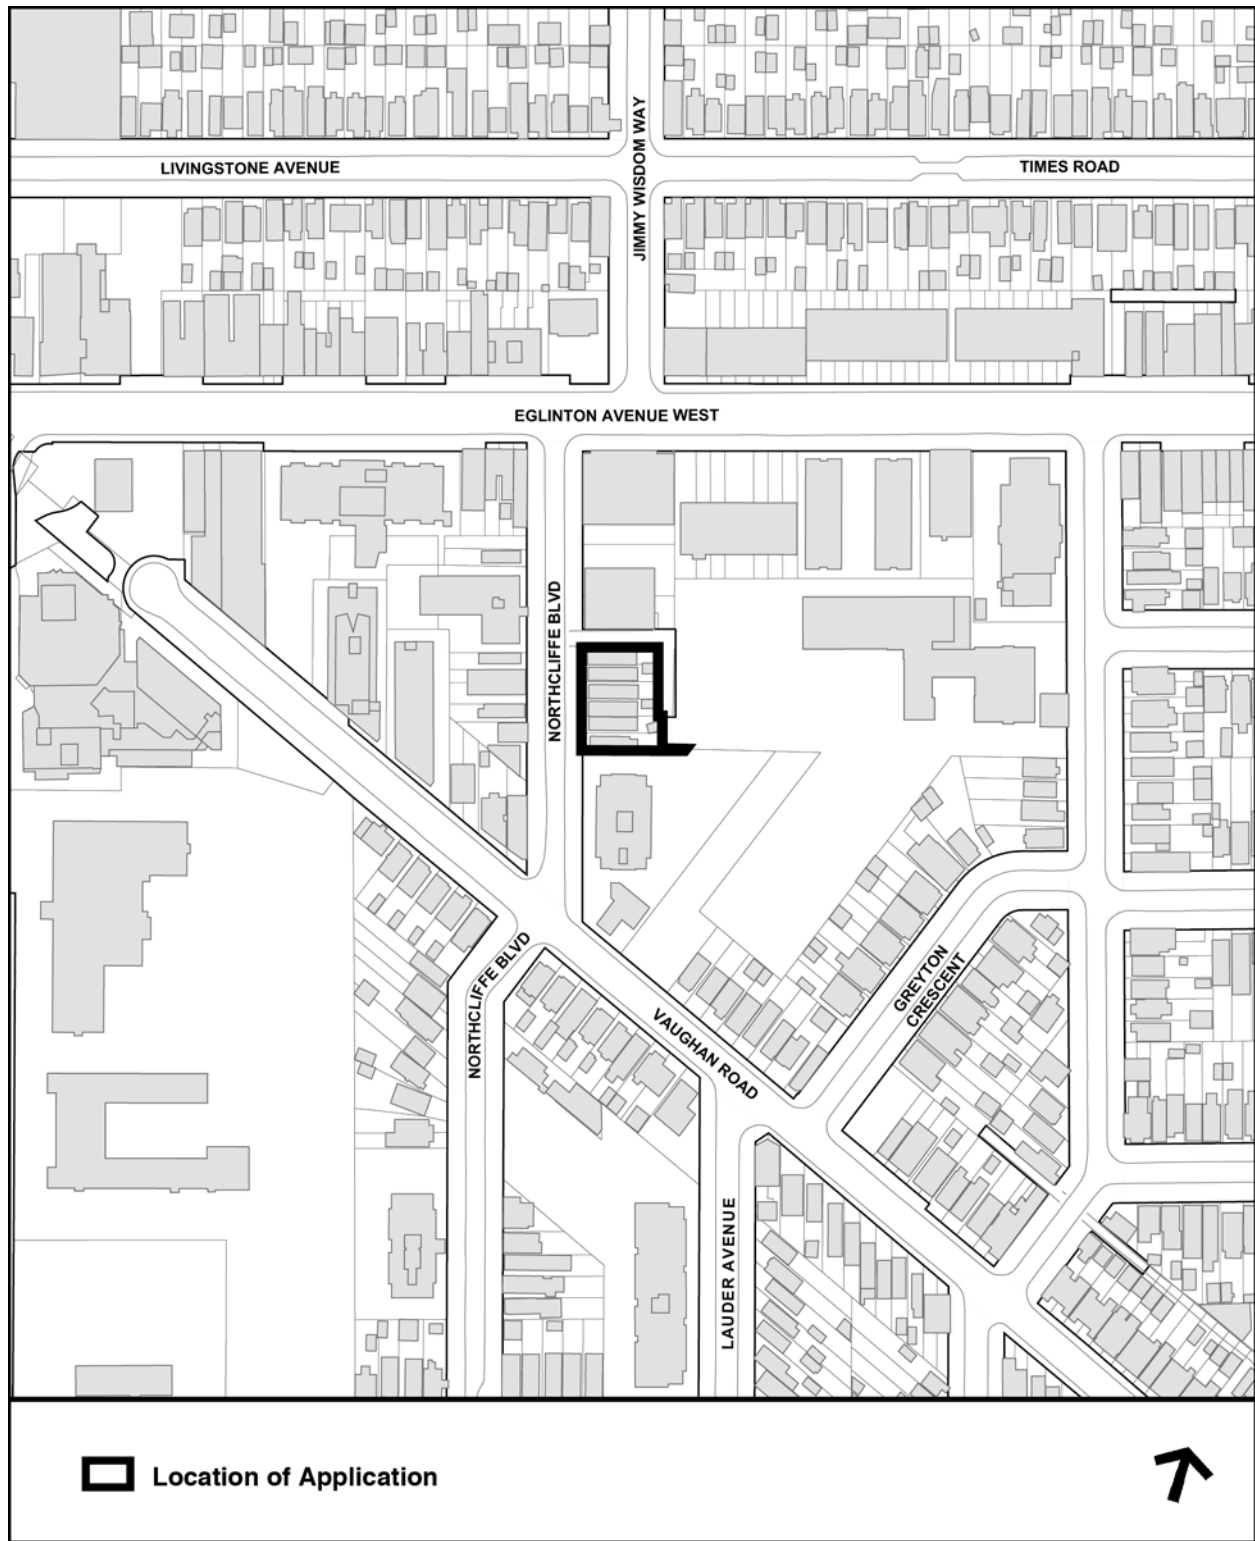 LIVINGSTONE AVENUE
JIMMY WISDOM WAY
TIMES ROAD
EGLINTON AVENUE WEST
NORTHCLIFFE BLVD
NORTHCLIFFE BLVD
VAUGHAN ROAD
GREYTON
CRESCENT
LAUDER AVENUE
Location of Application